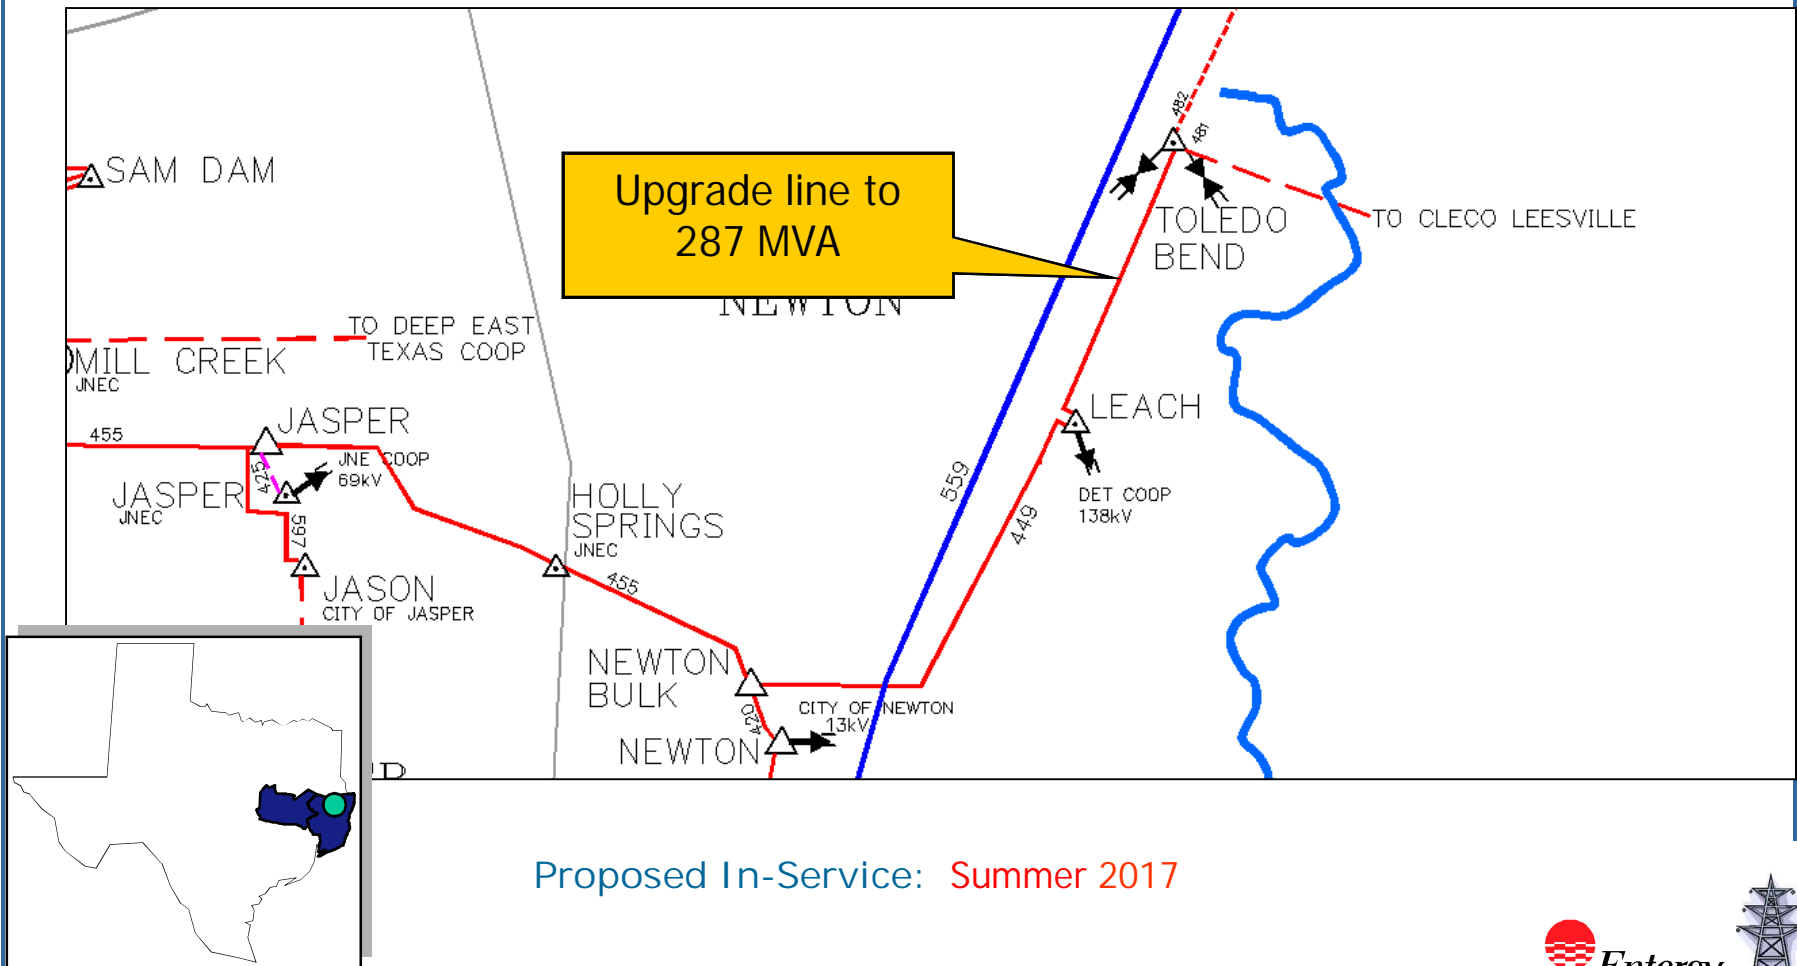 482
481
SAM DAM
Upgrade line to
287 MVA
TOLEDO
BEND
TO CLECO LEESVILLE
NEWTON
TO DEEP EAST
TEXAS COOP
MILL CREEK
JNEC
JASPER
LEACH
455
JNE COOP
69kV
425
559
JASPER
JNEC
HOLLY
SPRINGS
JNEC
DET COOP
138kV
449
597
455
JASON
CITY OF JASPER
NEWTON
BULK
CITY OF NEWTON
13kV
420
NEWTON
Proposed In-Service: Summer 2017
Entergy